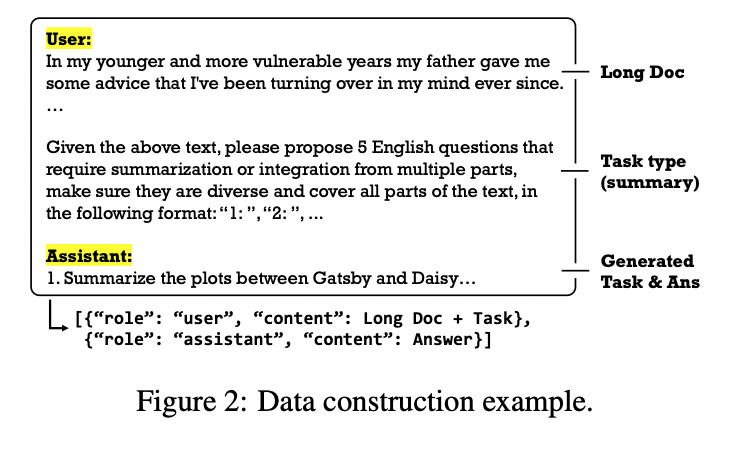 User:
In my younger and more vulnerable years my father gave me
some advice that I've been turning over in my mind ever since.
…
Given the above text, please propose 5 English questions that
require summarization or integration from multiple parts,
make sure they are diverse and cover all parts of the text, in
the following format: “1: ”, “2: ”, ...
Assistant:
1. Summarize the plots between Gatsby and Daisy…
Long Doc
Task type
(summary)
Generated
Task & Ans
[{“role”: “user”, “content”: Long Doc + Task},
{“role”: “assistant”, “content”: Answer}]
Figure 2: Data construction example.